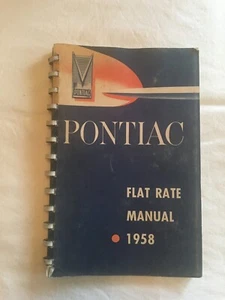 PONTIAC
FLAT RATE
MANUAL
1958